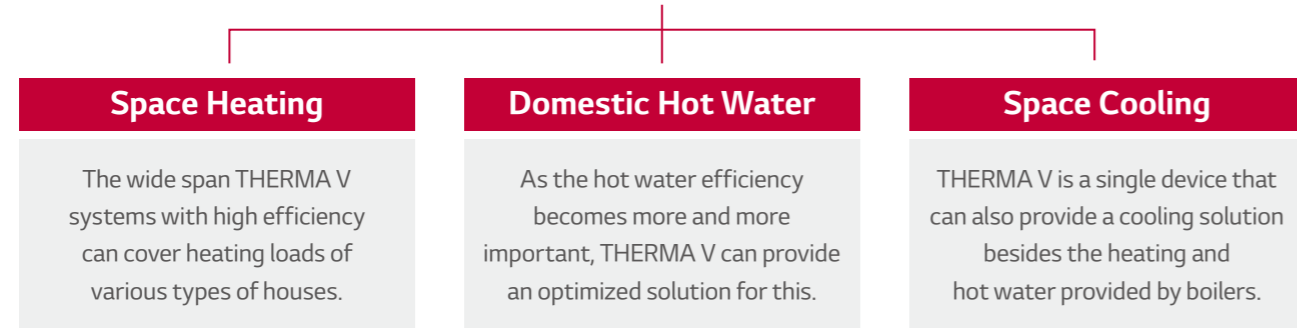 Space Heating
The wide span THERMA V
systems with high efficiency
can cover heating loads of
various types of houses.
Domestic Hot Water
As the hot water efficiency
becomes more and more
important, THERMA V can provide
an optimized solution for this.
Space Cooling
THERMA V is a single device that
can also provide a cooling solution
besides the heating and
hot water provided by boilers.